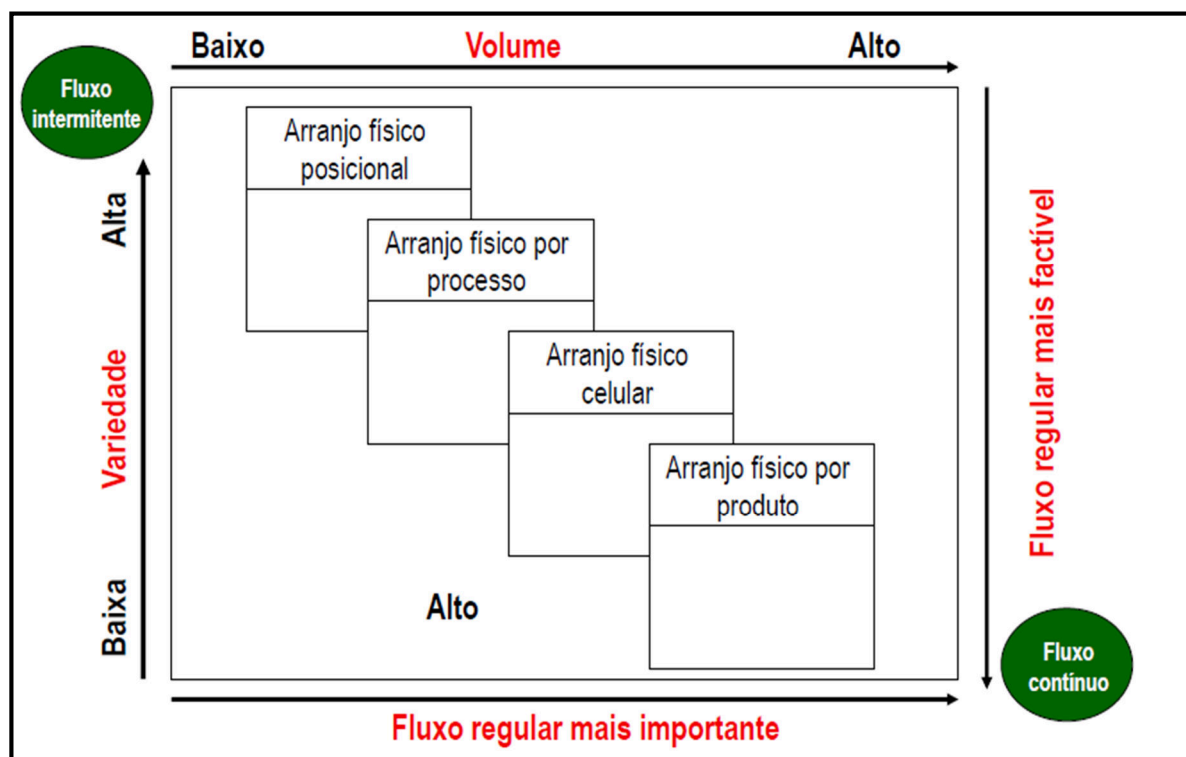 Baixo Volume Alto
Fluxo
intermitente
Arranjo físico
posicional
Alta
Arranjo físico por
processo
Variedade
Arranjo físico
celular
Fluxo regular mais factível
Arranjo físico por
produto
Baixa
Alto
Fluxo
contínuo
Fluxo regular mais importante